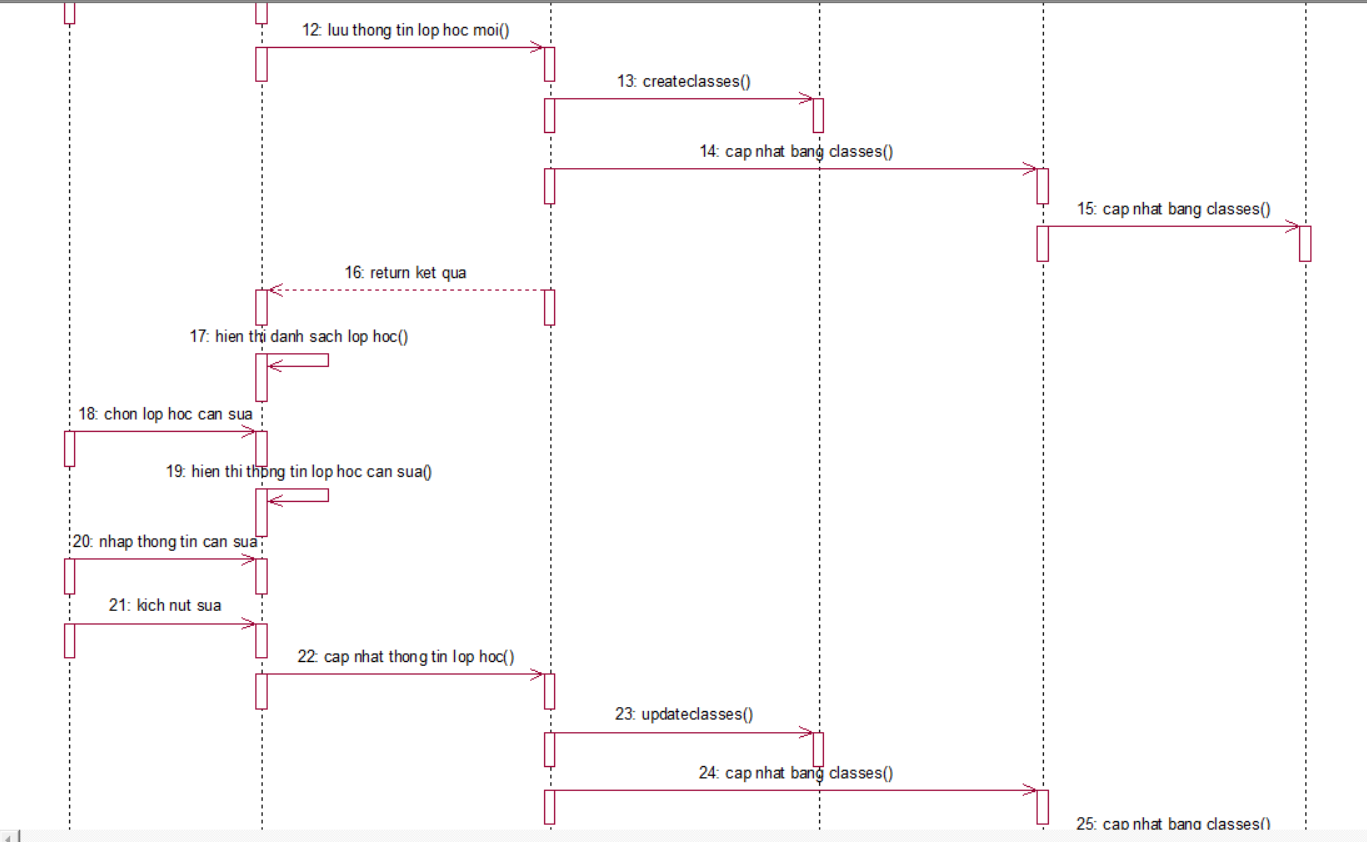 12: luu thong tin lop hoc moi()
13: createclasses()
14: cap nhat bang classes()
15: cap nhat bang classes()
16: return ket qua
17: hien thi danh sach lop hoc()
18: chon lop hoc can sua
19: hien thi thong tin lop hoc can sua()
20: nhap thong tin can sua
21: kich nut sua
22: cap nhat thong tin lop hoc()
23: updateclasses()
24: cap nhat bang classes()
25: cap nhat bang classes()